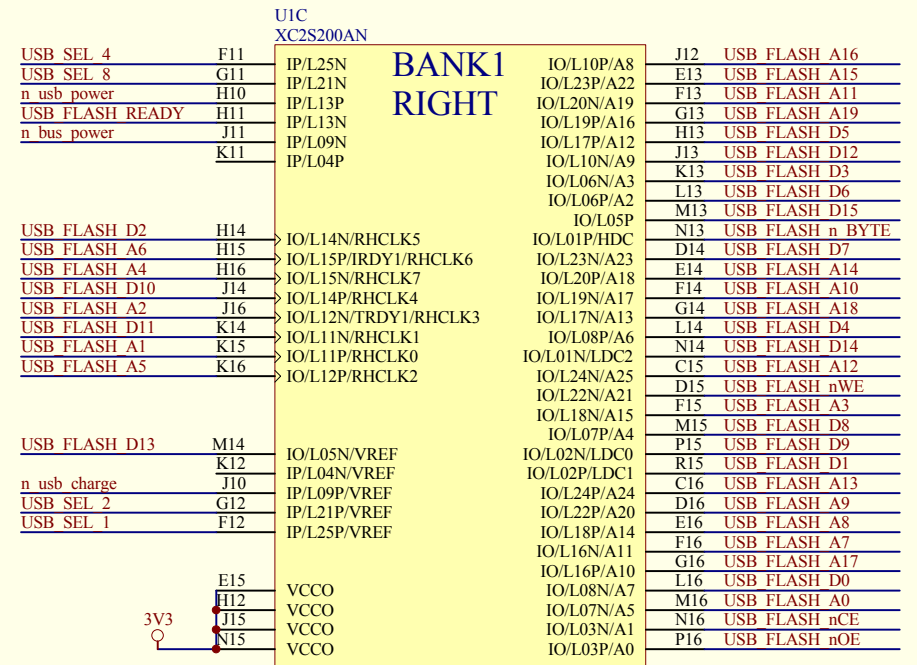 U1C
XC2S200AN
BANK1
RIGHT
USB_SEL_4 F11 IP/L25N
USB_SEL_8 G11 IP/L21N
n_usb_power H10 IP/L13P
USB_FLASH_READY H11 IP/L13N
n_bus_power J11 IP/L09N
K11 IP/L04P
USB_FLASH_D2 H14 IO/L14N/RHCLK5
USB_FLASH_A6 H15 IO/L15P/IRDY1/RHCLK6
USB_FLASH_A4 H16 IO/L15N/RHCLK7
USB_FLASH_D10 J14 IO/L14P/RHCLK4
USB_FLASH_A2 J16 IO/L12N/TRDY1/RHCLK3
USB_FLASH_D11 K14 IO/L11N/RHCLK1
USB_FLASH_A1 K15 IO/L11P/RHCLK0
USB_FLASH_A5 K16 IO/L12P/RHCLK2
USB_FLASH_D13 M14 IO/L05N/VREF
K12 IP/L04N/VREF
n_usb_charge J10 IP/L09P/VREF
USB_SEL_2 G12 IP/L21P/VREF
USB_SEL_1 F12 IP/L25P/VREF
E15 VCCO
H12 VCCO
3V3 J15 VCCO
N15 VCCO
IO/L10P/A8 J12 USB_FLASH_A16
IO/L23P/A22 E13 USB_FLASH_A15
IO/L20N/A19 F13 USB_FLASH_A11
IO/L19P/A16 G13 USB_FLASH_A19
IO/L17P/A12 H13 USB_FLASH_D5
IO/L10N/A9 J13 USB_FLASH_D12
IO/L06N/A3 K13 USB_FLASH_D3
IO/L06P/A2 L13 USB_FLASH_D6
IO/L05P M13 USB_FLASH_D15
IO/L01P/HDC N13 USB_FLASH_n_BYTE
IO/L23N/A23 D14 USB_FLASH_D7
IO/L20P/A18 E14 USB_FLASH_A14
IO/L19N/A17 F14 USB_FLASH_A10
IO/L17N/A13 G14 USB_FLASH_A18
IO/L08P/A6 L14 USB_FLASH_D4
IO/L01N/LDC2 N14 USB_FLASH_D14
IO/L24N/A25 C15 USB_FLASH_A12
IO/L22N/A21 D15 USB_FLASH_nWE
IO/L18N/A15 F15 USB_FLASH_A3
IO/L07P/A4 M15 USB_FLASH_D8
IO/L02N/LDC0 P15 USB_FLASH_D9
IO/L02P/LDC1 R15 USB_FLASH_D1
IO/L24P/A24 C16 USB_FLASH_A13
IO/L22P/A20 D16 USB_FLASH_A9
IO/L18P/A14 E16 USB_FLASH_A8
IO/L16N/A11 F16 USB_FLASH_A7
IO/L16P/A10 G16 USB_FLASH_A17
IO/L08N/A7 L16 USB_FLASH_D0
IO/L07N/A5 M16 USB_FLASH_A0
IO/L03N/A1 N16 USB_FLASH_nCE
IO/L03P/A0 P16 USB_FLASH_nOE